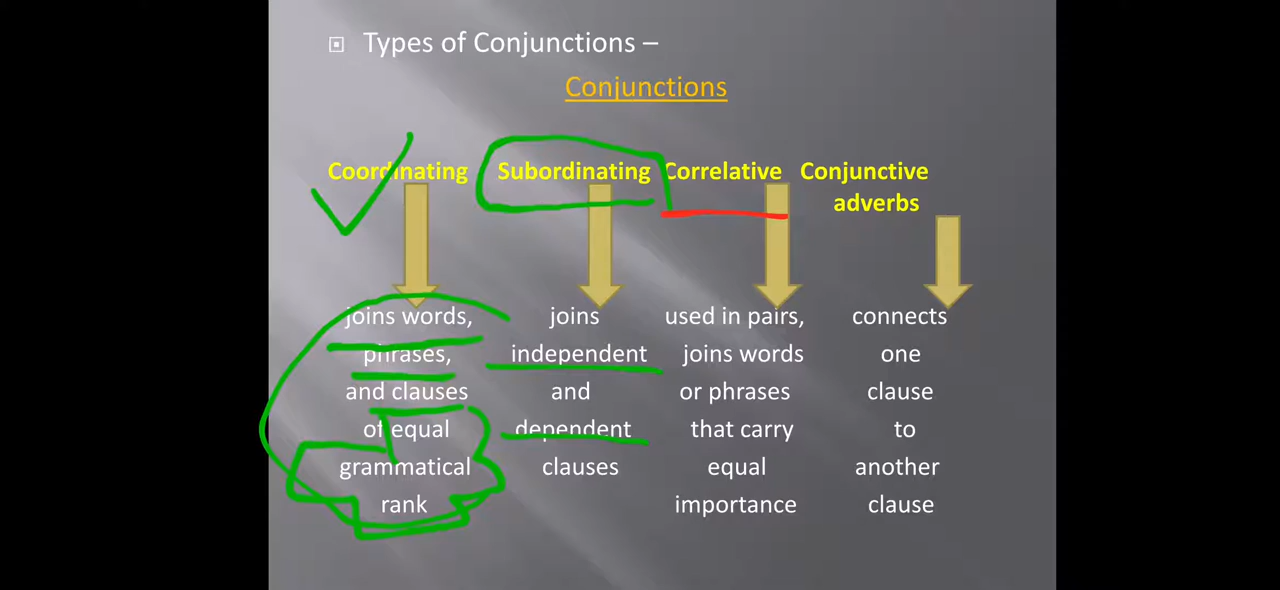 Types of Conjunctions –
Conjunctions
Coordinating
joins words,
phrases,
and clauses
of equal
grammatical
rank
Subordinating
joins
independent
and
dependent
clauses
Correlative
used in pairs,
joins words
or phrases
that carry
equal
importance
Conjunctive
adverbs
connects
one
clause
to
another
clause